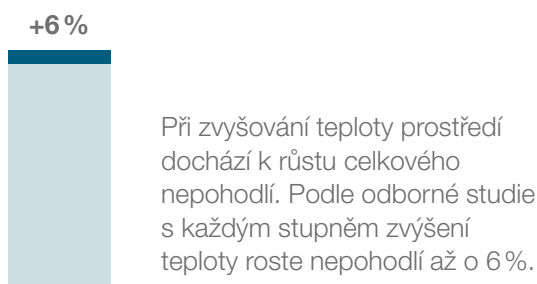 +6 %
Při zvyšování teploty prostředí
dochází k růstu celkového
nepohodlí. Podle odborné studie
s každým stupněm zvýšení
teploty roste nepohodlí až o 6 %.